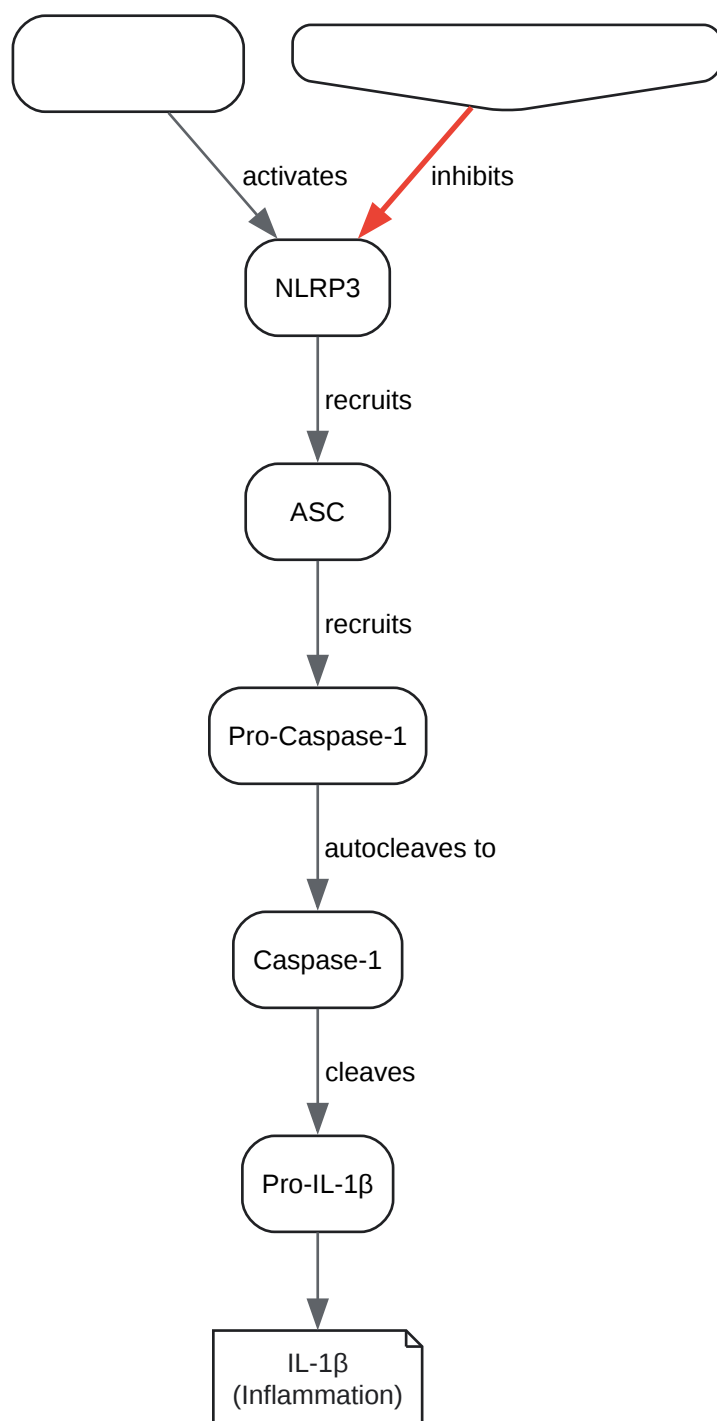 activates
inhibits
NLRP3
recruits
ASC
recruits
Pro-Caspase-1
autocleaves to
Caspase-1
cleaves
Pro-IL-1β
IL-1β
(Inflammation)